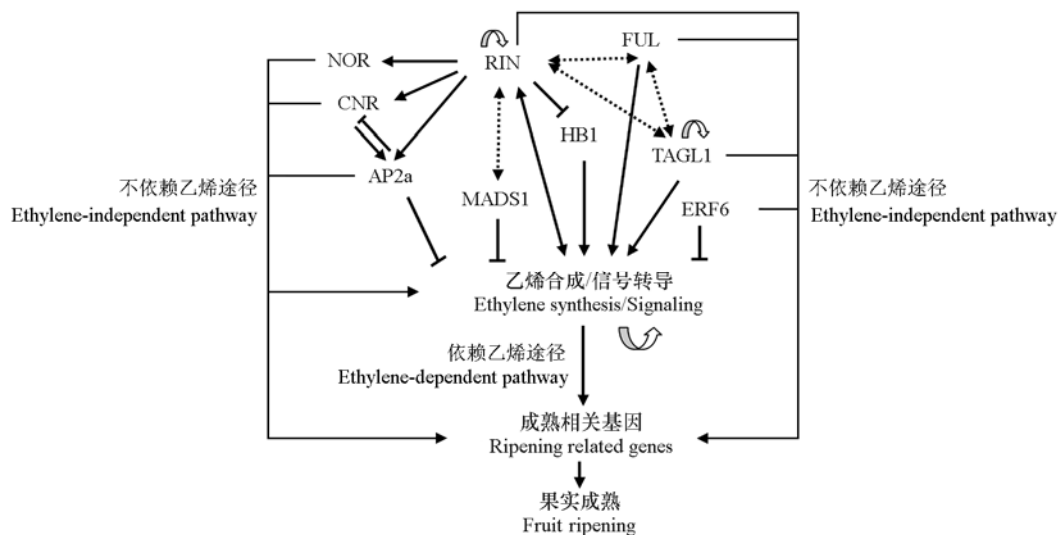 FUL
NOR
RIN
CNR
HB1
TAGL1
AP2a
不依赖乙烯途径
Ethylene-independent pathway
MADS1
ERF6
不依赖乙烯途径
Ethylene-independent pathway
乙烯合成/信号转导
Ethylene synthesis/Signaling
依赖乙烯途径
Ethylene-dependent pathway
成熟相关基因
Ripening related genes
果实成熟
Fruit ripening